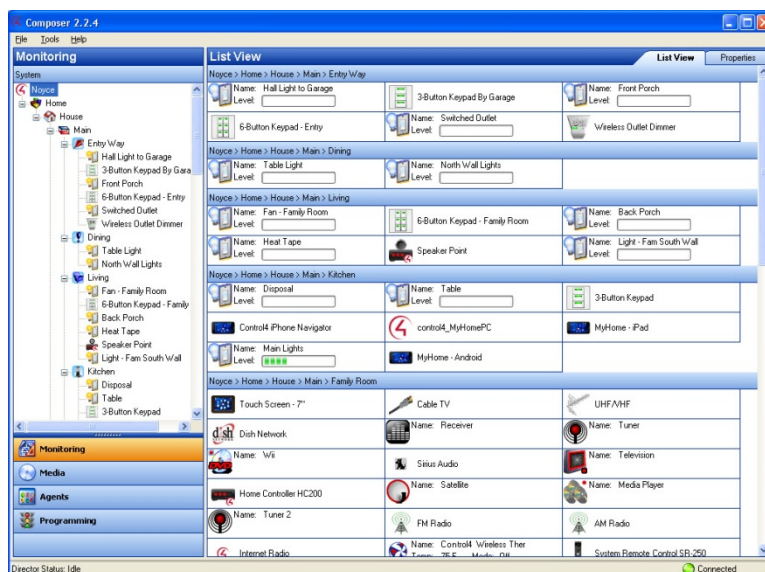 Composer 2.2.4
File Tools Help
Monitoring
System
Noyce
Home
House
Main
Entry Way
Hall Light to Garage
3-Button Keypad By Gara
Front Porch
6-Button Keypad - Entry
Switched Outlet
Wireless Outlet Dimmer
Dining
Table Light
North Wall Lights
Living
Fan - Family Room
6-Button Keypad - Family
Back Porch
Heat Tape
Speaker Point
Light - Fam South Wall
Kitchen
Disposal
Table
3-Button Keypad
Monitoring
Media
Agents
Programming
List View
List View Properties
Noyce > Home > House > Main > Entry Way
Name: Hall Light to Garage
Level:
3-Button Keypad By Garage
Name: Front Porch
Level:
6-Button Keypad - Entry
Name: Switched Outlet
Level:
Wireless Outlet Dimmer
Noyce > Home > House > Main > Dining
Name: Table Light
Level:
Name: North Wall Lights
Level:
Noyce > Home > House > Main > Living
Name: Fan - Family Room
Level:
6-Button Keypad - Family Room
Name: Back Porch
Level:
Name: Heat Tape
Level:
Speaker Point
Name: Light - Fam South Wall
Level:
Noyce > Home > House > Main > Kitchen
Name: Disposal
Level:
Name: Table
Level:
3-Button Keypad
Control4 iPhone Navigator
control4_MyHomePC
MyHome - iPad
Name: Main Lights
Level:
MyHome - Android
Noyce > Home > House > Main > Family Room
Touch Screen - 7"
Cable TV
UHF/VHF
dish
Dish Network
Name: Receiver
Name: Tuner
Name: Wii
Sirius Audio
Name: Television
Home Controller HC200
Name: Satellite
Name: Media Player
Name: Tuner 2
FM Radio
AM Radio
Internet Radio
Name: Control4 Wireless Ther
Temp: 75.5 Mode: Off
System Remote Control SR-250
Director Status: Idle
Connected